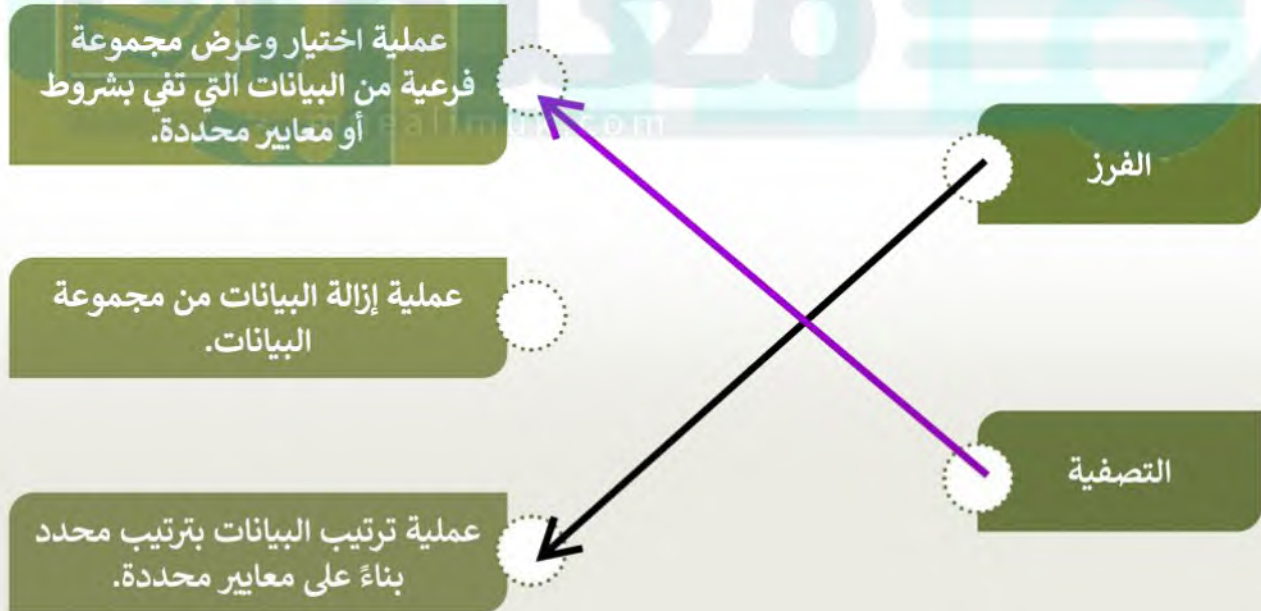 الفرز
التصفية
عملية اختيار وعرض مجموعة
فرعية من البيانات التي تفي بشروط
أو معايير محددة.
عملية إزالة البيانات من مجموعة
البيانات.
عملية ترتيب البيانات بترتيب محدد
بناءً على معايير محددة.